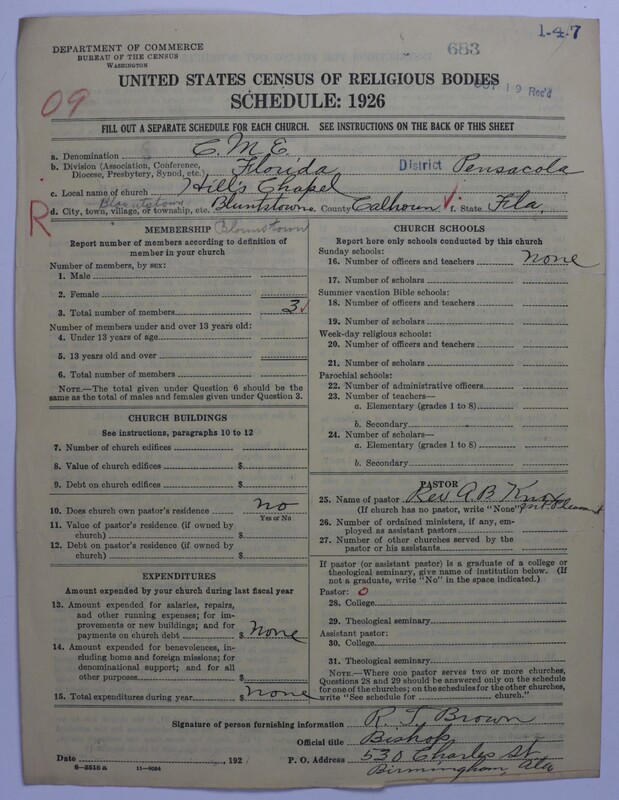 1-4-7
683
DEPARTMENT OF COMMERCE
BUREAU OF THE CENSUS
WASHINGTON
19 Rec'd
UNITED STATES CENSUS OF RELIGIOUS BODIES
SCHEDULE: 1926
09
FILL OUT A SEPARATE SCHEDULE FOR EACH CHURCH. SEE INSTRUCTIONS ON THE BACK OF THIS SHEET
a. Denomination C. M. E.
b. Division (Association, Conference, Diocese, Presbytery, Synod, etc.) Florida District Pensacola
c. Local name of church Hill's Chapel
Blountstown
R d. City, town, village, or township, etc. Bluntstown County Calhoun f. State Fla.
MEMBERSHIP Blountstown
Report number of members according to definition of
member in your church
Number of members, by sex:
1. Male
2. Female
3. Total number of members 3
Number of members under and over 13 years old:
4. Under 13 years of age
5. 13 years old and over
6. Total number of members
NOTE.—The total given under Question 6 should be the
same as the total of males and females given under Question 3.
CHURCH BUILDINGS
See instructions, paragraphs 10 to 12
7. Number of church edifices
8. Value of church edifices $
9. Debt on church edifices $
10. Does church own pastor's residence no
Yes or No
11. Value of pastor's residence (if owned by
church) $
12. Debt on pastor's residence (if owned by
church) $
EXPENDITURES
Amount expended by your church during last fiscal year
13. Amount expended for salaries, repairs,
and other running expenses; for im-
provements or new buildings; and for
payments on church debt $ None
14. Amount expended for benevolences, in-
cluding home and foreign missions; for
denominational support; and for all
other purposes $
15. Total expenditures during year $ none
CHURCH SCHOOLS
Report here only schools conducted by this church
Sunday schools:
16. Number of officers and teachers none
17. Number of scholars
Summer vacation Bible schools:
18. Number of officers and teachers
19. Number of scholars
Week-day religious schools:
20. Number of officers and teachers
21. Number of scholars
Parochial schools:
22. Number of administrative officers
23. Number of teachers—
a. Elementary (grades 1 to 8)
b. Secondary
24. Number of scholars—
a. Elementary (grades 1 to 8)
b. Secondary
PASTOR
25. Name of pastor Rev A. B. Knox
(If church has no pastor, write "None") Mt. Pleasant
26. Number of ordained ministers, if any, em-
ployed as assistant pastors
27. Number of other churches served by the
pastor or his assistants
If pastor (or assistant pastor) is a graduate of a college or
theological seminary, give name of institution below. (If
not a graduate, write "No" in the space indicated.)
Pastor: 0
28. College
29. Theological seminary
Assistant pastor:
30. College
31. Theological seminary
NOTE.—Where one pastor serves two or more churches,
Questions 28 and 29 should be answered only on the schedule
for one of the churches; on the schedules for the other churches,
write "See schedule for church."
Signature of person furnishing information R. T. Brown
Official title Bishop
Date , 192 P. O. Address 530 Charles St
8-2518a 11-9084 Birmingham, Ala